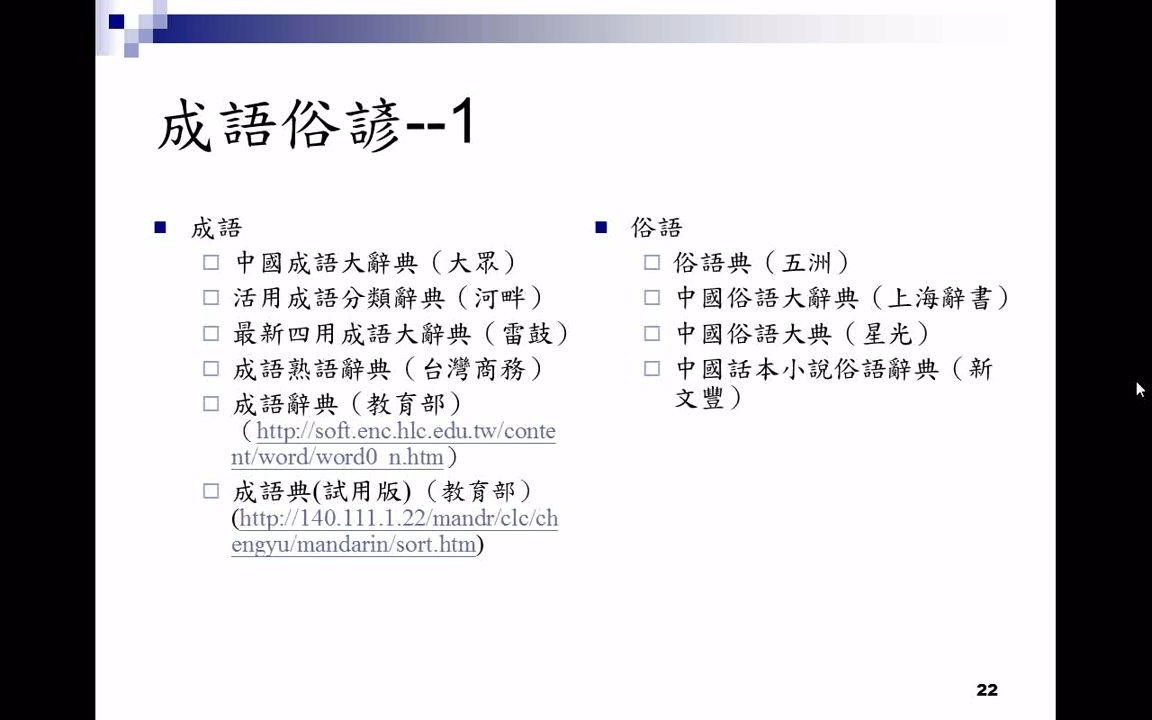 成語俗諺--1
成語
中國成語大辭典（大眾）
活用成語分類辭典（河畔）
最新四用成語大辭典（雷鼓）
成語熟語辭典（台灣商務）
成語辭典（教育部）
（http://soft.enc.hlc.edu.tw/conte
nt/word/word0_n.htm）
成語典(試用版)（教育部）
(http://140.111.1.22/mandr/clc/ch
engyu/mandarin/sort.htm)
俗語
俗語典（五洲）
中國俗語大辭典（上海辭書）
中國俗語大典（星光）
中國話本小說俗語辭典（新
文豐）
22